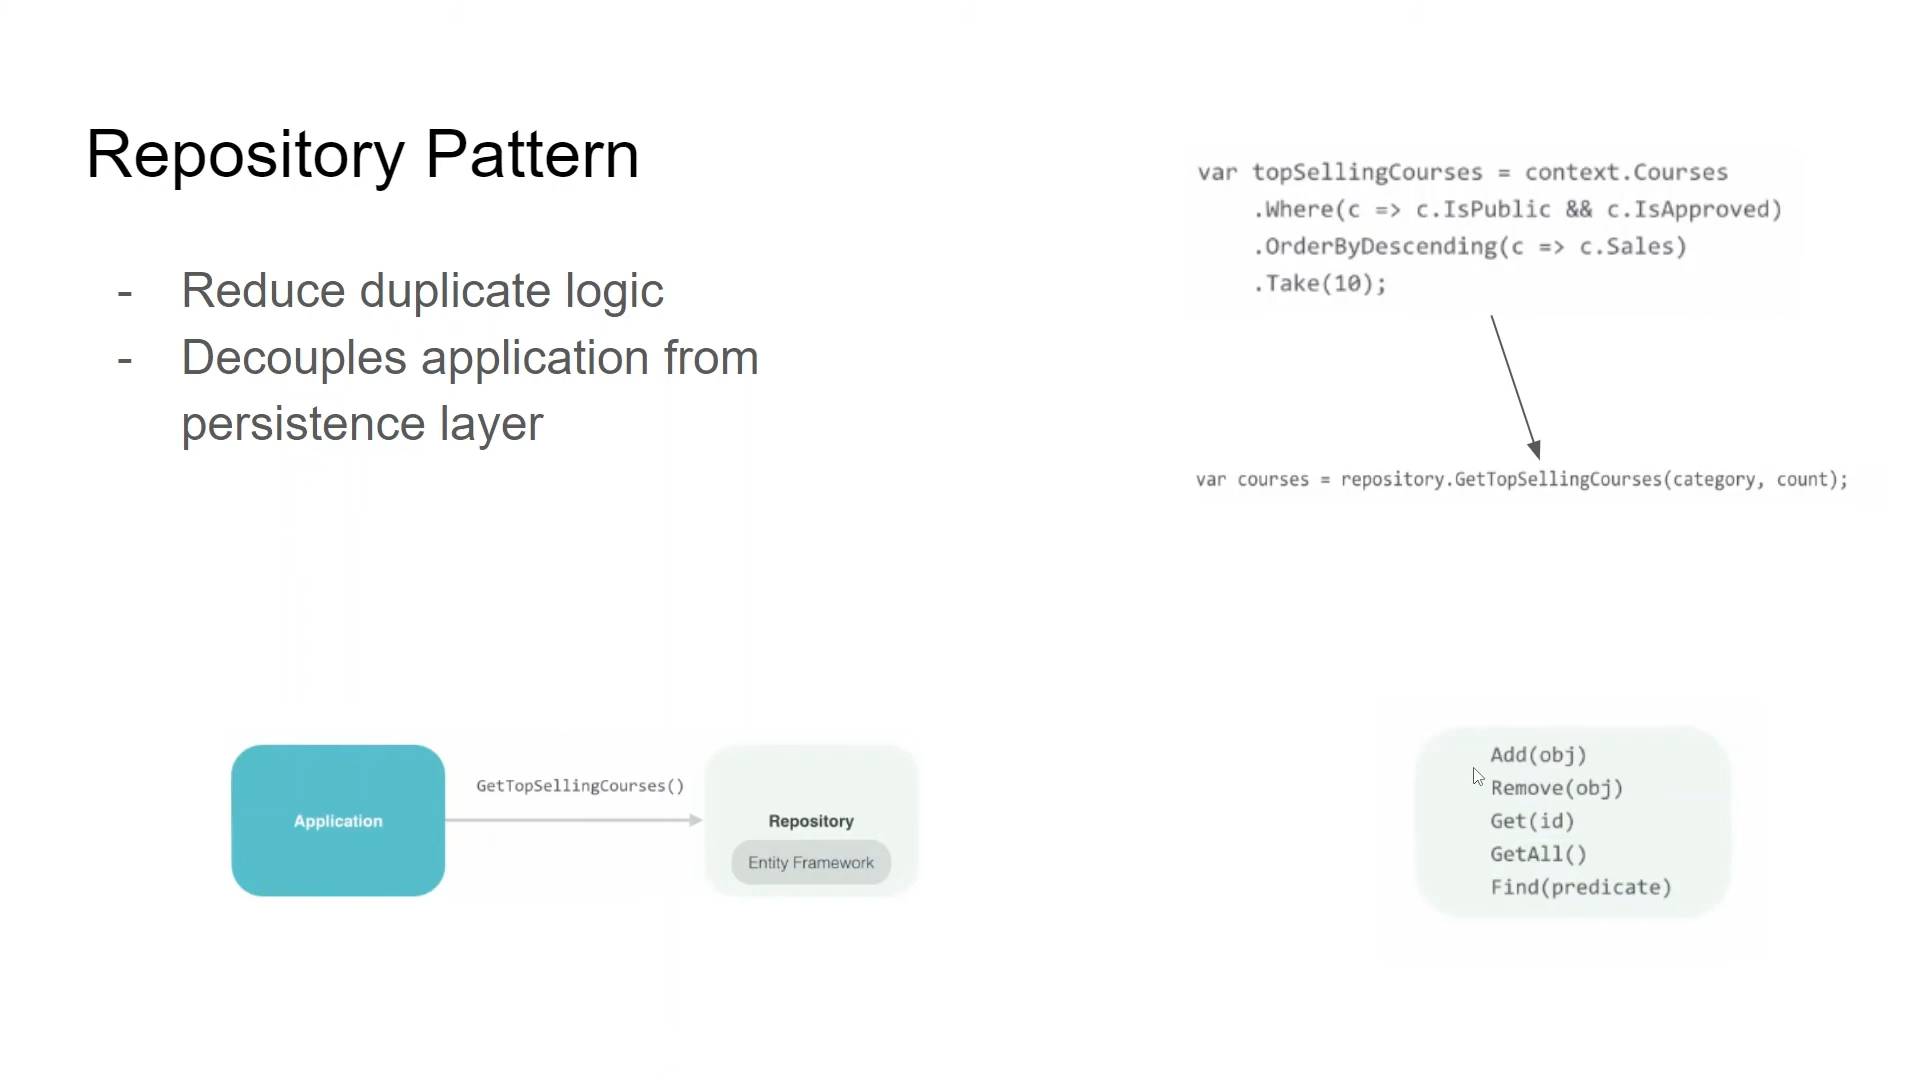 Repository Pattern
- Reduce duplicate logic
- Decouples application from
persistence layer
var topSellingCourses = context.Courses
.Where(c => c.IsPublic && c.IsApproved)
.OrderByDescending(c => c.Sales)
.Take(10);
var courses = repository.GetTopSellingCourses(category, count);
Application
GetTopSellingCourses()
Repository
Entity Framework
Add(obj)
Remove(obj)
Get(id)
GetAll()
Find(predicate)